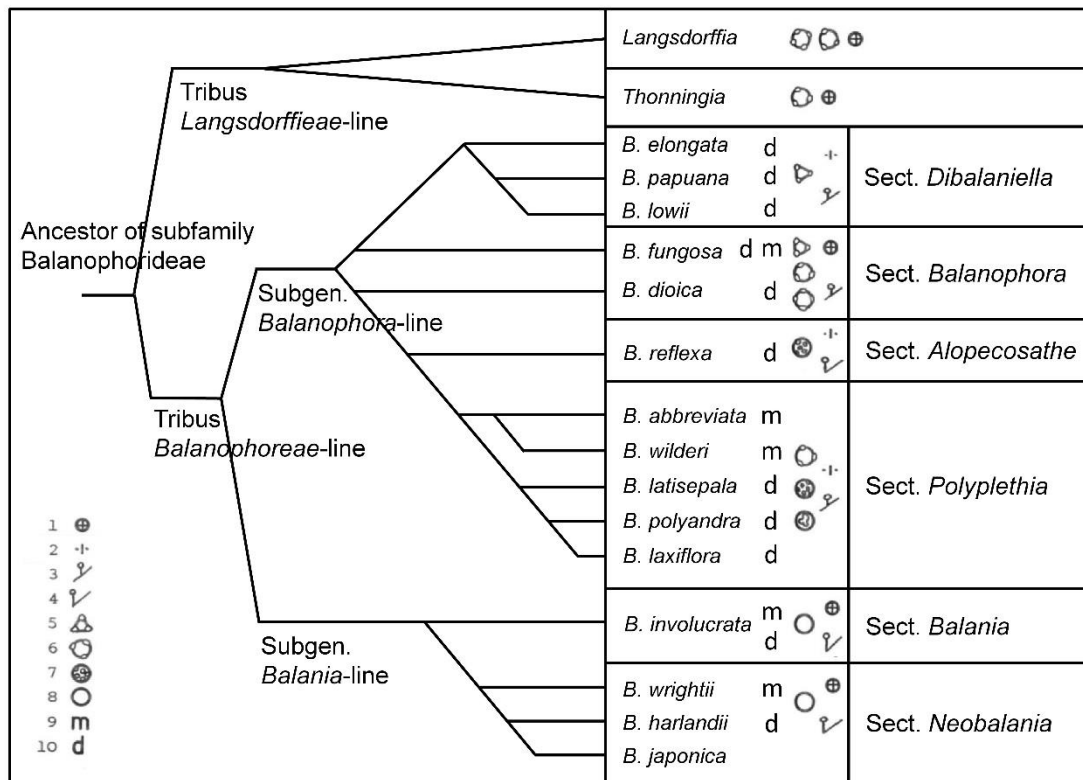 Langsdorffia
Thonningia
Tribus
Langsdorffieae-line
B. elongata d
B. papuana d
B. lowii d
Sect. Dibalaniella
Ancestor of subfamily
Balanophorideae
B. fungosa d m
B. dioica d
Sect. Balanophora
Subgen.
Balanophora-line
B. reflexa d
Sect. Alopecosathe
Tribus
Balanophoreae-line
B. abbreviata m
B. wilderi m
B. latisepala d
B. polyandra d
B. laxiflora d
Sect. Polyplethia
Subgen.
Balania-line
B. involucrata m
d
Sect. Balania
B. wrightii m
B. harlandii d
B. japonica
Sect. Neobalania
1
2
3
4
5
6
7
8
9 m
10 d